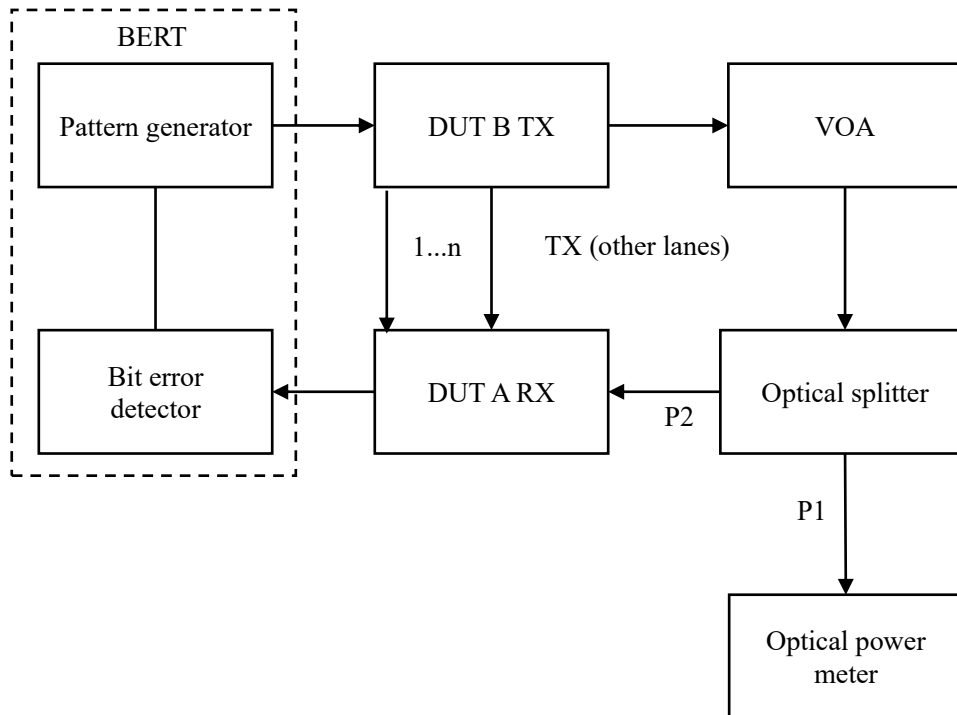 BERT
Pattern generator
DUT B TX
VOA
1...n
TX (other lanes)
Bit error
detector
DUT A RX
Optical splitter
P2
P1
Optical power
meter